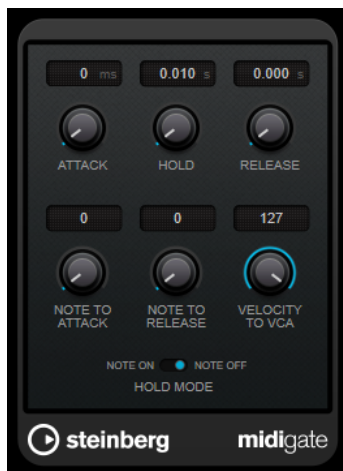 0 ms 0.010 s 0.000 s
ATTACK HOLD RELEASE
0 0 127
NOTE TO NOTE TO VELOCITY
ATTACK RELEASE TO VCA
NOTE ON NOTE OFF
HOLD MODE
steinberg midigate